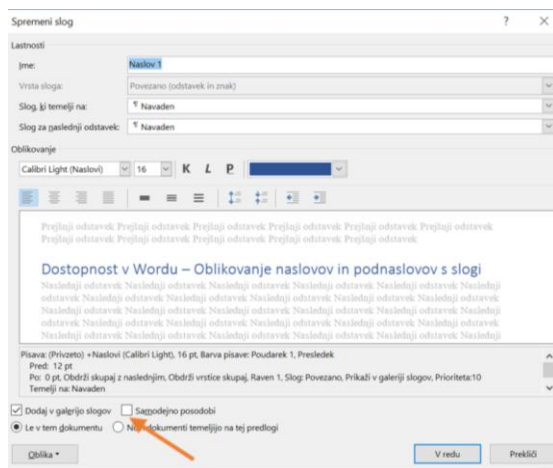 Spremeni slog ? ×
Lastnosti
Ime: Naslov 1
Vrsta sloga: Povezano (odstavek in znak)
Slog, ki temelji na: ¶ Navaden
Slog za naslednji odstavek: ¶ Navaden
Oblikovanje
Calibri Light (Naslovi) 16 K L P
Prejšnji odstavek Prejšnji odstavek Prejšnji odstavek Prejšnji odstavek Prejšnji odstavek Prejšnji odstavek
Prejšnji odstavek Prejšnji odstavek Prejšnji odstavek Prejšnji odstavek Prejšnji odstavek
Dostopnost v Wordu – Oblikovanje naslovov in podnaslovov s slogi
Naslednji odstavek Naslednji odstavek Naslednji odstavek Naslednji odstavek Naslednji
odstavek Naslednji odstavek Naslednji odstavek Naslednji odstavek Naslednji odstavek
Naslednji odstavek Naslednji odstavek Naslednji odstavek Naslednji odstavek Naslednji
odstavek Naslednji odstavek Naslednji odstavek Naslednji odstavek Naslednji odstavek
Naslednji odstavek Naslednji odstavek Naslednji odstavek Naslednji odstavek Naslednji
Pisava: (Privzeto) +Naslovi (Calibri Light), 16 pt, Barva pisave: Poudarek 1, Presledek
Pred: 12 pt
Po: 0 pt, Obdrži skupaj z naslednjim, Obdrži vrstice skupaj, Raven 1, Slog: Povezano, Prikaži v galeriji slogov, Prioriteta:10
Temelji na: Navaden
Dodaj v galerijo slogov Samodejno posodobi
Le v tem dokumentu dokumenti temeljijo na tej predlogi
Oblika V redu Prekliči